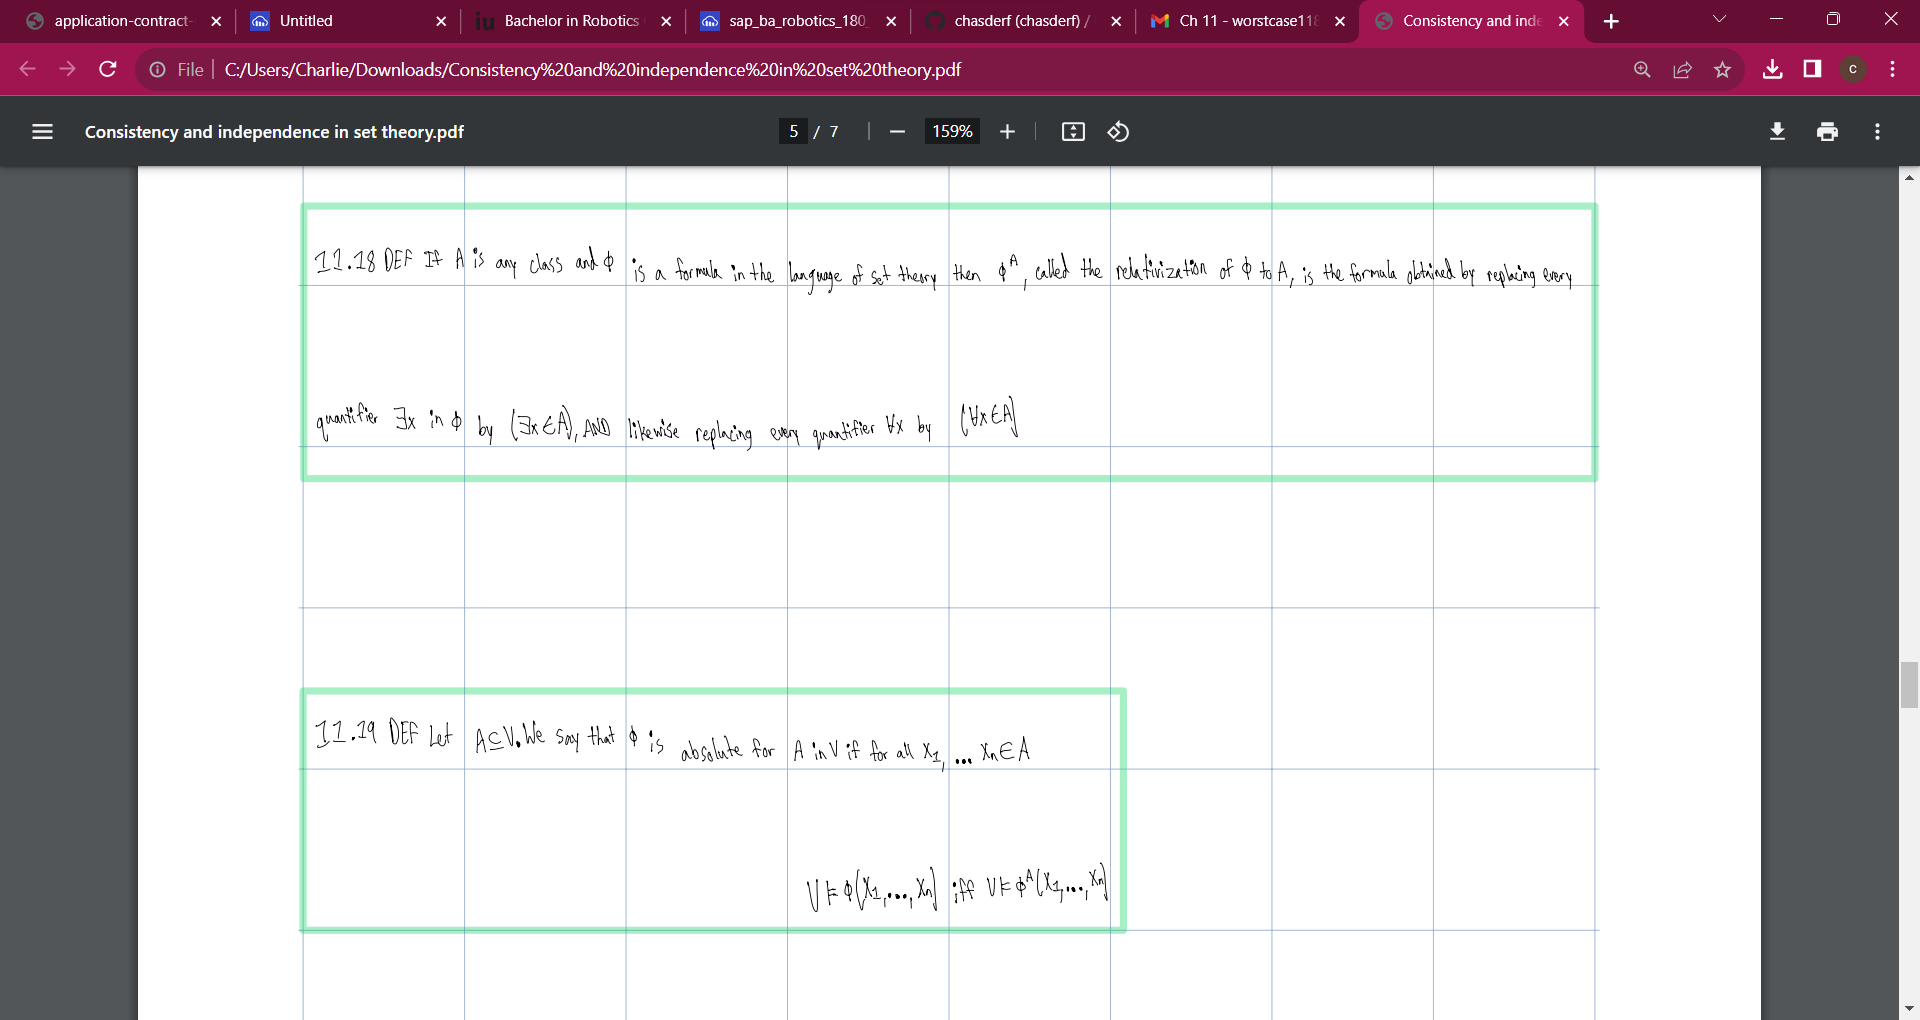 application-contract-
Untitled
Bachelor in Robotics
sap_ba_robotics_180
chasderf (chasderf) /
Ch 11 - worstcase118
Consistency and inde
File C:/Users/Charlie/Downloads/Consistency%20and%20independence%20in%20set%20theory.pdf
Consistency and independence in set theory.pdf
5 / 7
159%
11.18 DEF If A is any class and ϕ is a formula in the language of set theory then ϕ^A, called the relativization of ϕ to A, is the formula obtained by replacing every
quantifier ∃x in ϕ by (∃x∈A), AND likewise replacing every quantifier ∀x by (∀x∈A)
11.19 DEF Let A⊆V. We say that ϕ is absolute for A in V if for all x₁, ... xₙ∈A
V⊨ϕ(x₁,...,xₙ) iff V⊨ϕ^A(x₁,...,xₙ)